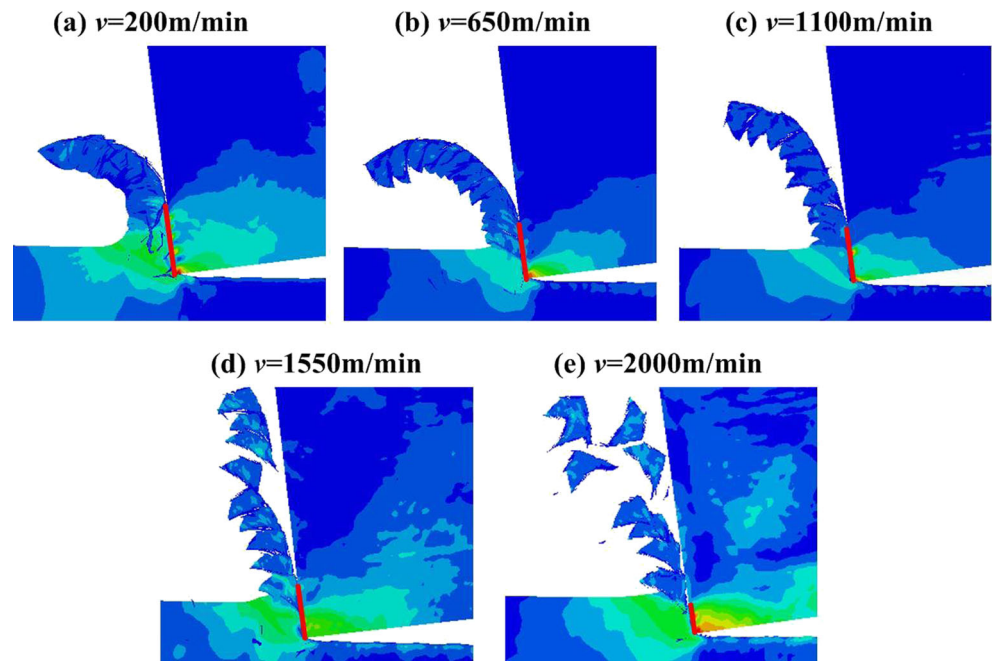 (a) v=200m/min
(b) v=650m/min
(c) v=1100m/min
(d) v=1550m/min
(e) v=2000m/min